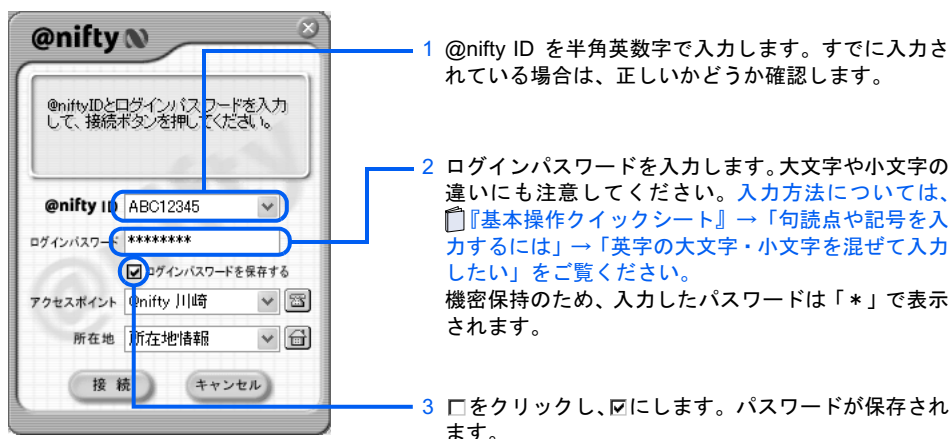 @nifty
@niftyIDとログインパスワードを入力
して、接続ボタンを押してください。
@nifty ID ABC12345
ログインパスワード ********
ログインパスワードを保存する
アクセスポイント @nifty 川崎
所在地 所在地情報
接 続 キャンセル
1 @nifty ID を半角英数字で入力します。すでに入力さ
れている場合は、正しいかどうか確認します。
2 ログインパスワードを入力します。大文字や小文字の
違いにも注意してください。入力方法については、
『基本操作クイックシート』→「句読点や記号を入
力するには」→「英字の大文字・小文字を混ぜて入力
したい」をご覧ください。
機密保持のため、入力したパスワードは「*」で表示
されます。
3 □をクリックし、☑にします。パスワードが保存され
ます。